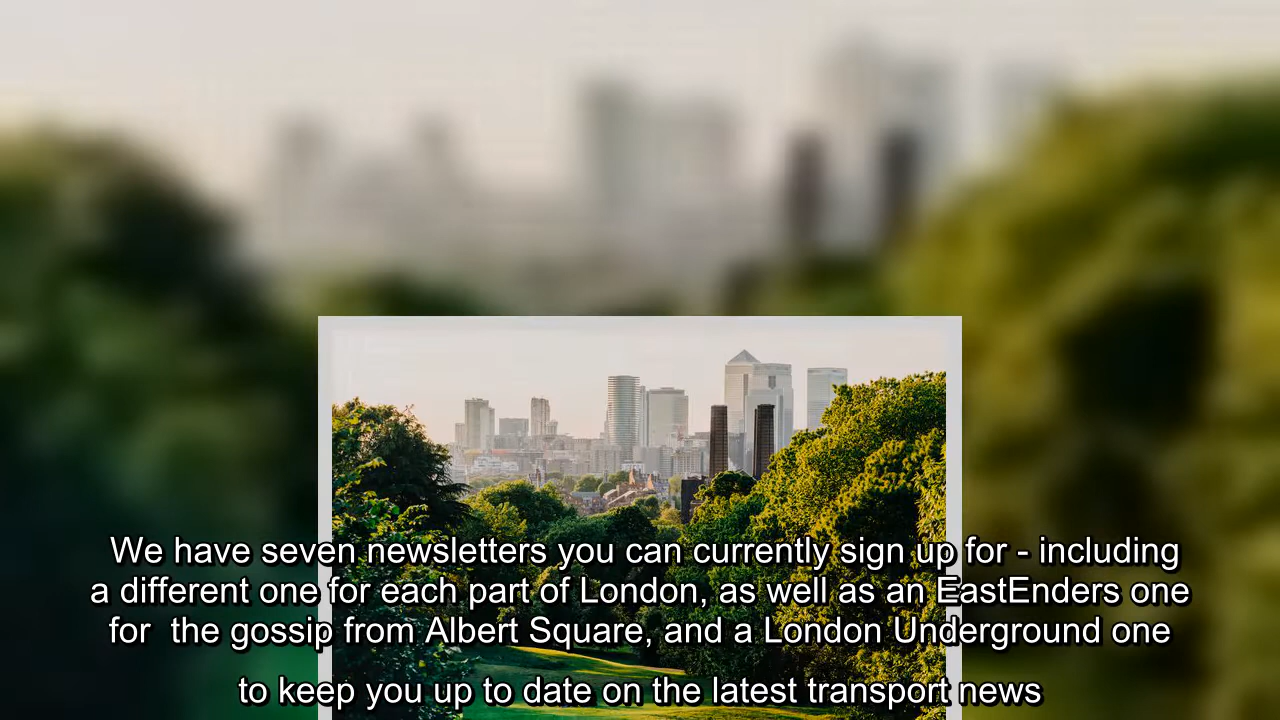 We have seven newsletters you can currently sign up for - including
a different one for each part of London, as well as an EastEnders one
for  the gossip from Albert Square, and a London Underground one
to keep you up to date on the latest transport news